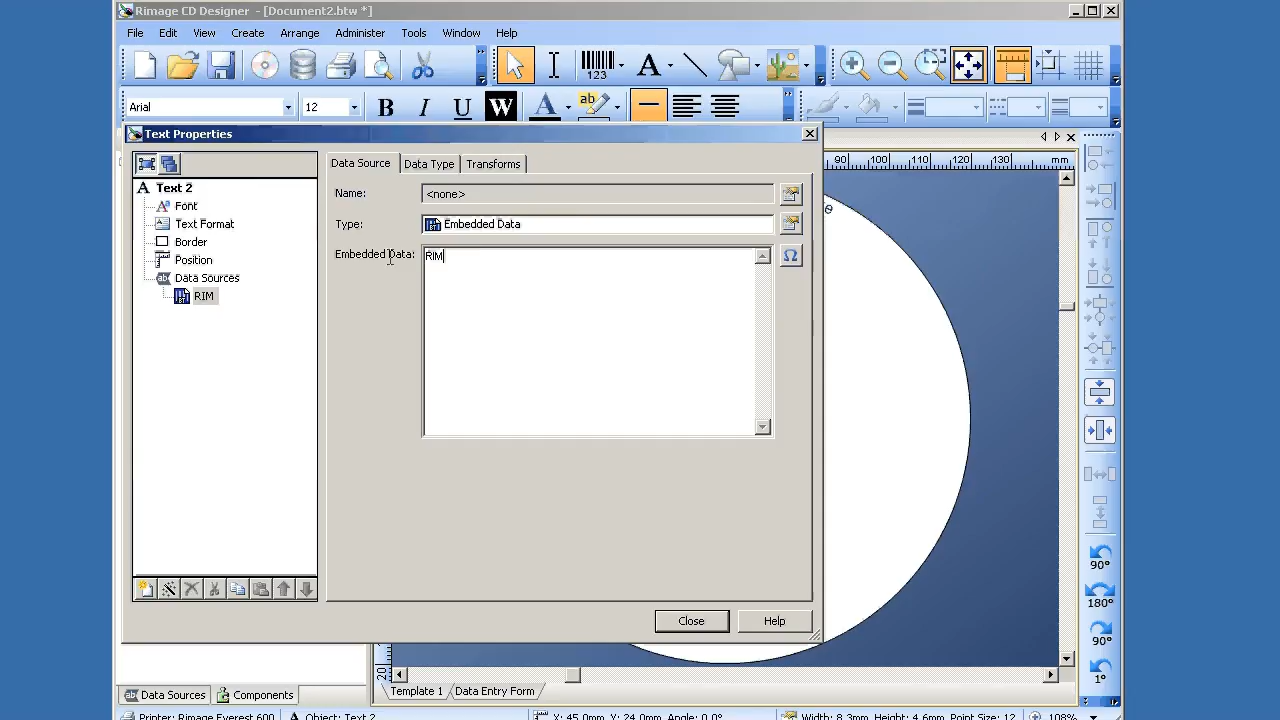 Rimage CD Designer - [Document2.btw *]
File Edit View Create Arrange Administer Tools Window Help
123 A
Arial 12 B I U W A ab
Text Properties
90 100 110 120 130 mm
Text 2
Font
Text Format
Border
Position
Data Sources
RIM
Data Source Data Type Transforms
Name: <none>
Type: Embedded Data
Embedded Data: RIM
Ω
e
Close Help
90°
180°
90°
1°
20
Data Sources Components
Template 1 Data Entry Form
Printer: Rimage Everest 600 Object: Text 2 X: 45.0mm Y: 24.0mm Angle: 0.0° Width: 8.3mm Height: 4.6mm Point Size: 12 108%